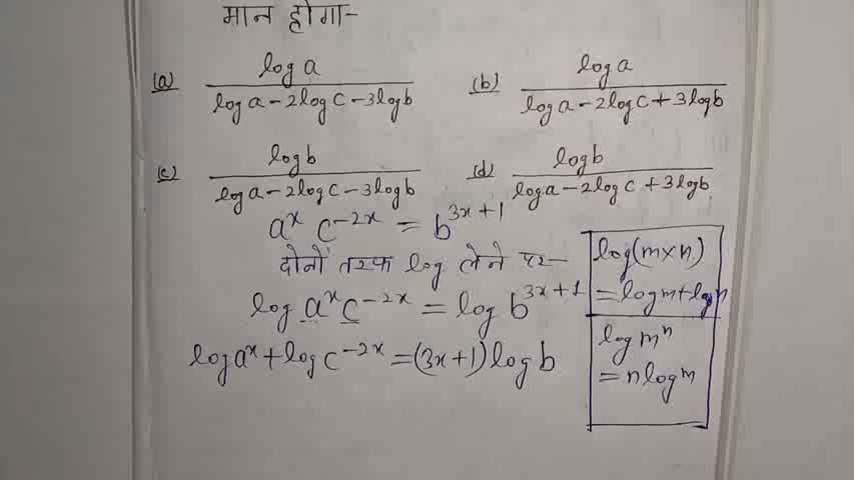 मान होगा-
(a) log a / (log a - 2log c - 3log b) (b) log a / (log a - 2log c + 3log b)
(c) log b / (log a - 2log c - 3log b) (d) log b / (log a - 2log c + 3log b)
a^x c^(-2x) = b^(3x+1)
दोनों तरफ log लेने पर-
log a^x c^(-2x) = log b^(3x+1)
log a^x + log c^(-2x) = (3x+1) log b
log(m×n)
= log m + log n
log m^n
= n log m